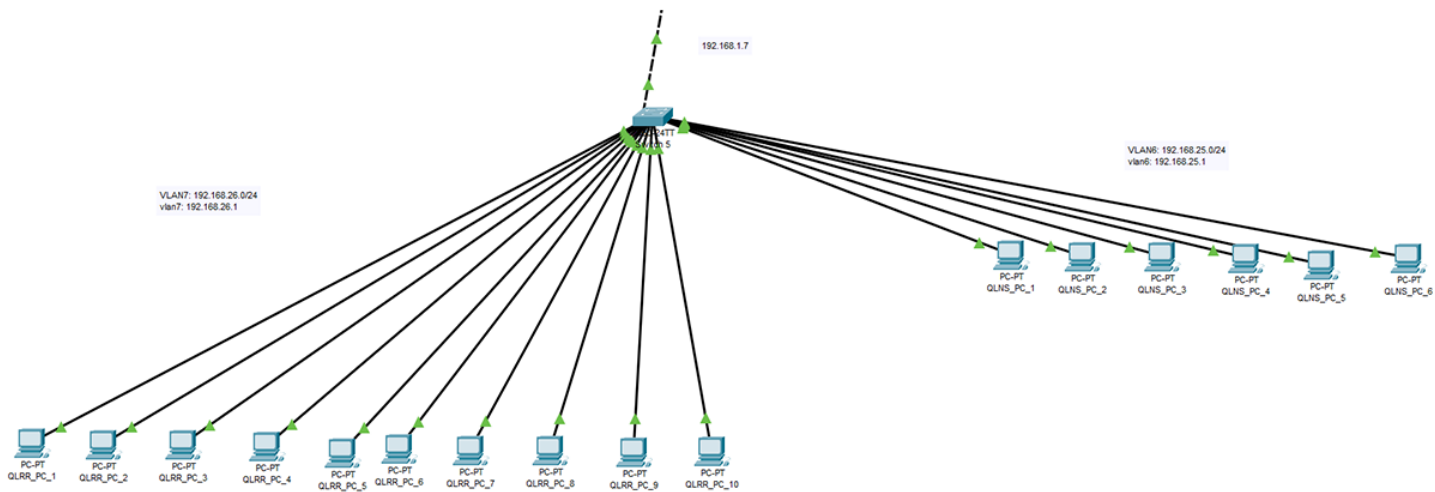 192.168.1.7
24TT
Switch 5
VLAN6: 192.168.25.0/24
vlan6: 192.168.25.1
VLAN7: 192.168.26.0/24
vlan7: 192.168.26.1
PC-PT
QLNS_PC_1
PC-PT
QLNS_PC_2
PC-PT
QLNS_PC_3
PC-PT
QLNS_PC_4
PC-PT
QLNS_PC_5
PC-PT
QLNS_PC_6
PC-PT
QLRR_PC_1
PC-PT
QLRR_PC_2
PC-PT
QLRR_PC_3
PC-PT
QLRR_PC_4
PC-PT
QLRR_PC_5
PC-PT
QLRR_PC_6
PC-PT
QLRR_PC_7
PC-PT
QLRR_PC_8
PC-PT
QLRR_PC_9
PC-PT
QLRR_PC_10